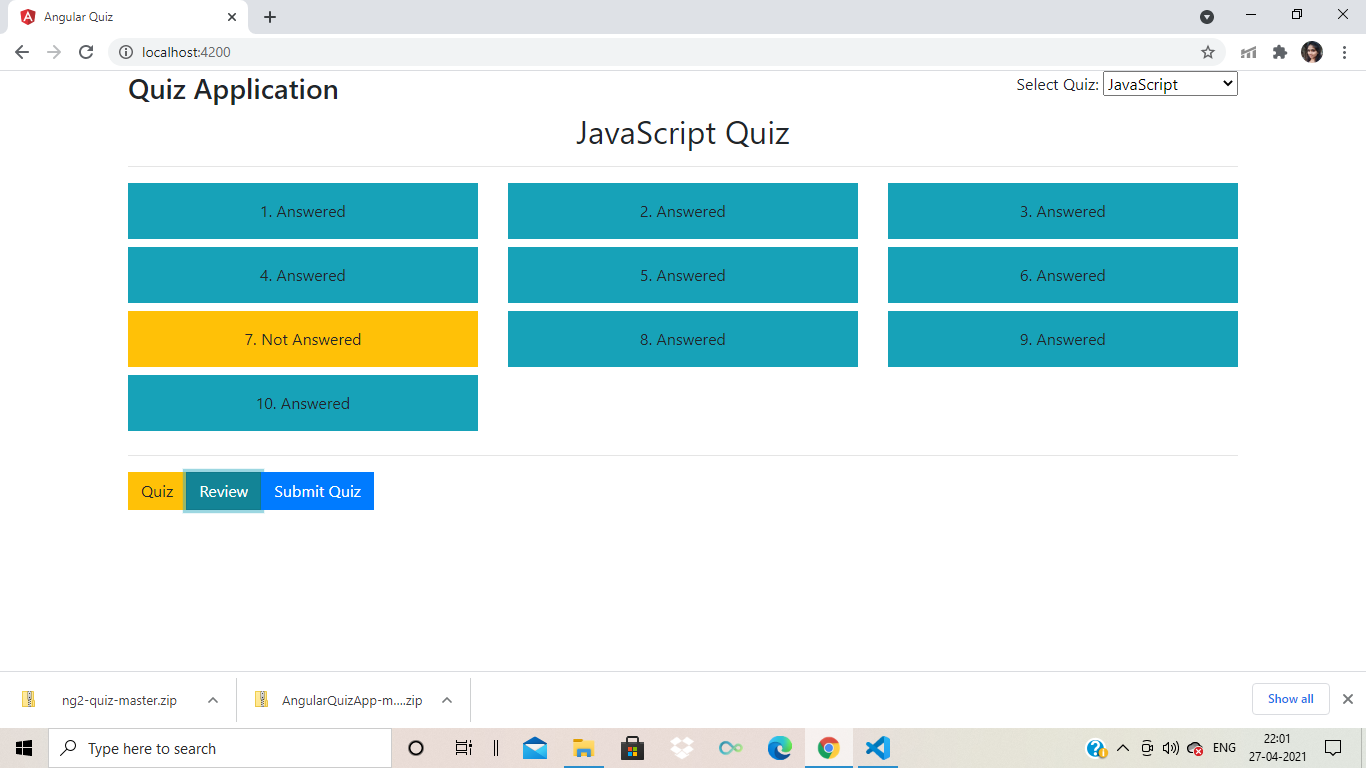 Angular Quiz
localhost:4200
Quiz Application
Select Quiz: JavaScript
JavaScript Quiz
1. Answered
2. Answered
3. Answered
4. Answered
5. Answered
6. Answered
7. Not Answered
8. Answered
9. Answered
10. Answered
Quiz
Review
Submit Quiz
ng2-quiz-master.zip
AngularQuizApp-m....zip
Show all
Type here to search
ENG
22:01
27-04-2021